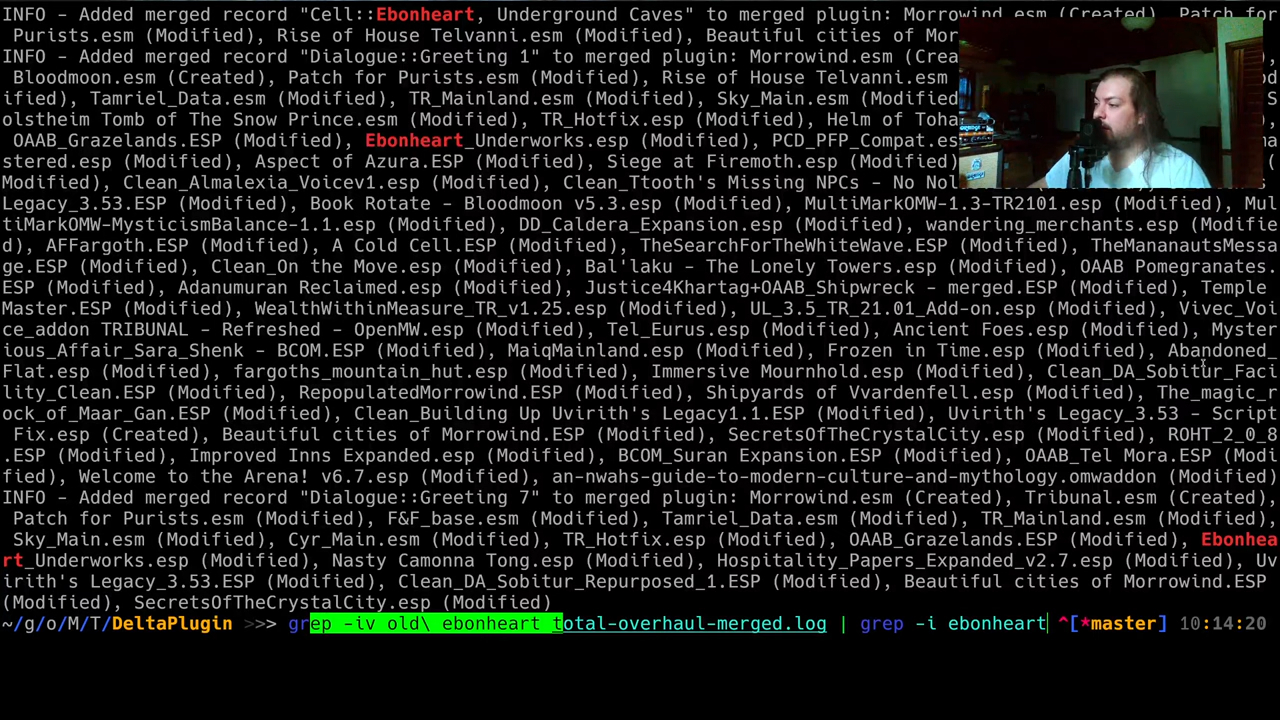 INFO - Added merged record "Cell::Ebonheart, Underground Caves" to merged plugin: Morrowind.esm (Created), Patch for
Purists.esm (Modified), Rise of House Telvanni.esm (Modified), Beautiful cities of Mor
INFO - Added merged record "Dialogue::Greeting 1" to merged plugin: Morrowind.esm (Crea
Bloodmoon.esm (Created), Patch for Purists.esm (Modified), Rise of House Telvanni.esm
ified), Tamriel_Data.esm (Modified), TR_Mainland.esm (Modified), Sky_Main.esm (Modified
olstheim Tomb of The Snow Prince.esm (Modified), TR_Hotfix.esp (Modified), Helm of Toha
OAAB_Grazelands.ESP (Modified), Ebonheart_Underworks.esp (Modified), PCD_PFP_Compat.es
stered.esp (Modified), Aspect of Azura.ESP (Modified), Siege at Firemoth.esp (Modified)
Modified), Clean_Almalexia_Voicev1.esp (Modified), Clean_Ttooth's Missing NPCs - No Nol
Legacy_3.53.ESP (Modified), Book Rotate - Bloodmoon v5.3.esp (Modified), MultiMarkOMW-1.3-TR2101.esp (Modified), Mul
tiMarkOMW-MysticismBalance-1.1.esp (Modified), DD_Caldera_Expansion.esp (Modified), wandering_merchants.esp (Modifie
d), AFFargoth.ESP (Modified), A Cold Cell.ESP (Modified), TheSearchForTheWhiteWave.ESP (Modified), TheMananautsMessa
ge.ESP (Modified), Clean_On the Move.esp (Modified), Bal'laku - The Lonely Towers.esp (Modified), OAAB Pomegranates.
ESP (Modified), Adanumuran Reclaimed.esp (Modified), Justice4Khartag+OAAB_Shipwreck - merged.ESP (Modified), Temple
Master.ESP (Modified), WealthWithinMeasure_TR_v1.25.esp (Modified), UL_3.5_TR_21.01_Add-on.esp (Modified), Vivec_Voi
ce_addon TRIBUNAL - Refreshed - OpenMW.esp (Modified), Tel_Eurus.esp (Modified), Ancient Foes.esp (Modified), Myster
ious_Affair_Sara_Shenk - BCOM.ESP (Modified), MaiqMainland.esp (Modified), Frozen in Time.esp (Modified), Abandoned_
Flat.esp (Modified), fargoths_mountain_hut.esp (Modified), Immersive Mournhold.esp (Modified), Clean_DA_Sobitur_Faci
lity_Clean.ESP (Modified), RepopulatedMorrowind.ESP (Modified), Shipyards of Vvardenfell.esp (Modified), The_magic_r
ock_of_Maar_Gan.ESP (Modified), Clean_Building Up Uvirith's Legacy1.1.ESP (Modified), Uvirith's Legacy_3.53 - Script
Fix.esp (Created), Beautiful cities of Morrowind.ESP (Modified), SecretsOfTheCrystalCity.esp (Modified), ROHT_2_0_8
.ESP (Modified), Improved Inns Expanded.esp (Modified), BCOM_Suran Expansion.ESP (Modified), OAAB_Tel Mora.ESP (Modi
fied), Welcome to the Arena! v6.7.esp (Modified), an-nwahs-guide-to-modern-culture-and-mythology.omwaddon
INFO - Added merged record "Dialogue::Greeting 7" to merged plugin: Morrowind.esm (Created), Tribunal.esm (Created),
Patch for Purists.esm (Modified), F&F_base.esm (Modified), Tamriel_Data.esm (Modified), TR_Mainland.esm (Modified),
Sky_Main.esm (Modified), Cyr_Main.esm (Modified), TR_Hotfix.esp (Modified), OAAB_Grazelands.ESP (Modified), Ebonhea
rt_Underworks.esp (Modified), Nasty Camonna Tong.esp (Modified), Hospitality_Papers_Expanded_v2.7.esp (Modified), Uv
irith's Legacy_3.53.ESP (Modified), Clean_DA_Sobitur_Repurposed_1.ESP (Modified), Beautiful cities of Morrowind.ESP
(Modified), SecretsOfTheCrystalCity.esp (Modified)
~/g/o/M/T/DeltaPlugin >>> grep -iv old\ ebonheart total-overhaul-merged.log | grep -i ebonheart ^[*master] 10:14:20